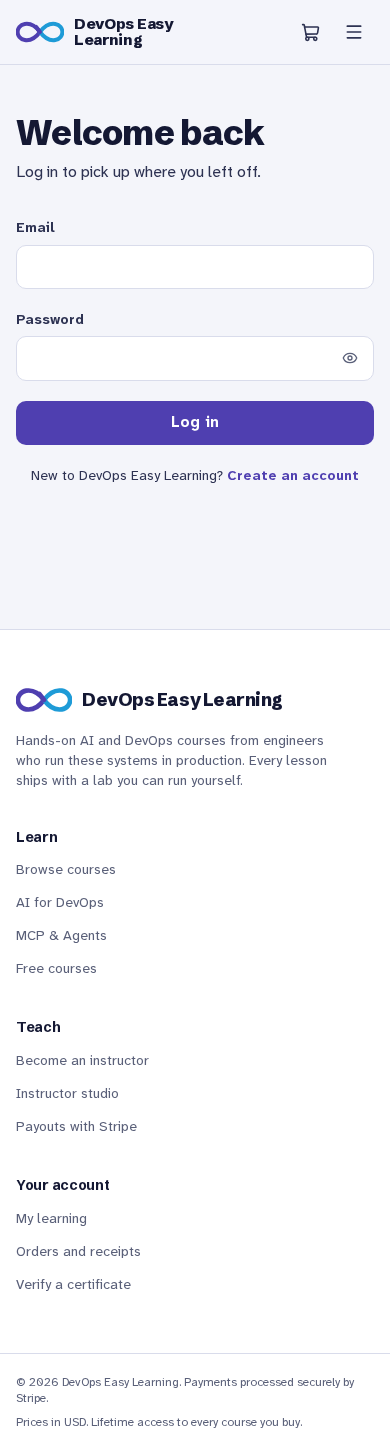 DevOps Easy
Learning
Welcome back
Log in to pick up where you left off.
Email
Password
Log in
New to DevOps Easy Learning? Create an account
DevOps Easy Learning
Hands-on AI and DevOps courses from engineers
who run these systems in production. Every lesson
ships with a lab you can run yourself.
Learn
Browse courses
AI for DevOps
MCP & Agents
Free courses
Teach
Become an instructor
Instructor studio
Payouts with Stripe
Your account
My learning
Orders and receipts
Verify a certificate
© 2026 DevOps Easy Learning. Payments processed securely by
Stripe.
Prices in USD. Lifetime access to every course you buy.